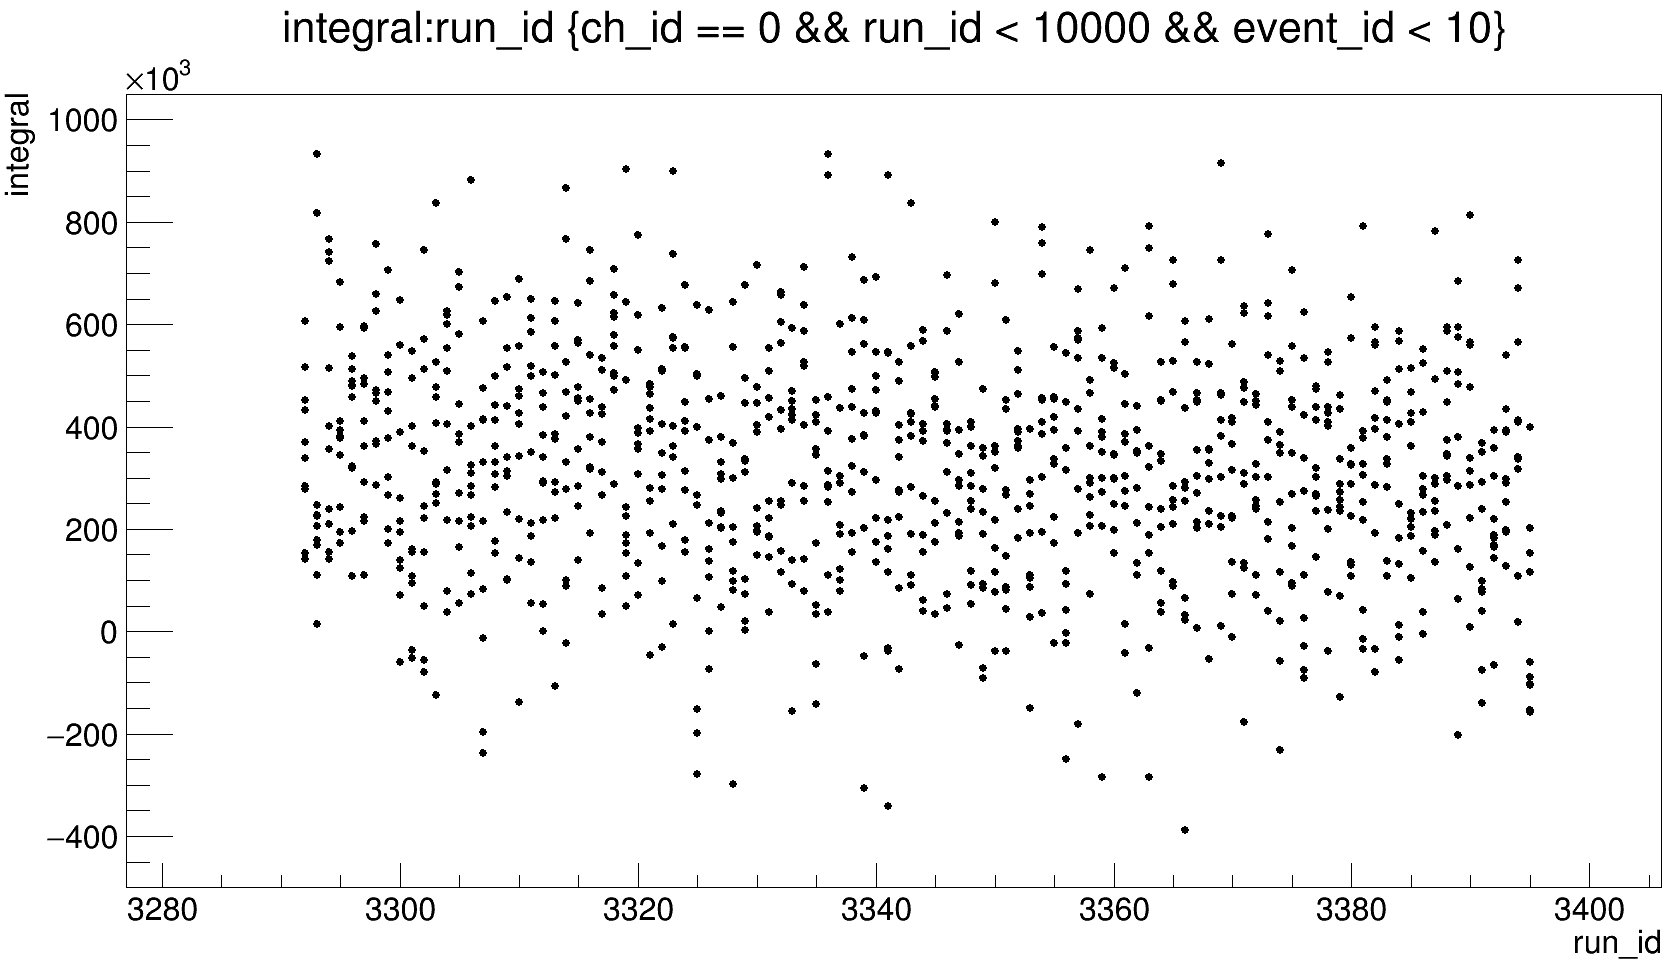 integral:run_id {ch_id == 0 && run_id < 10000 && event_id < 10}
×10³
integral
1000
800
600
400
200
0
−200
−400
3280 3300 3320 3340 3360 3380 3400
run_id